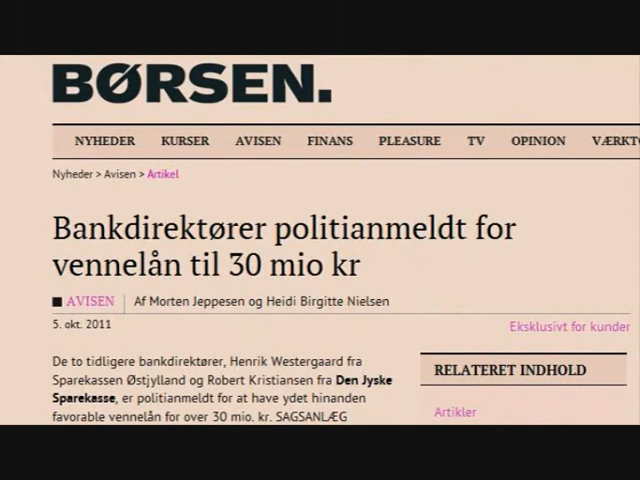 BØRSEN.
NYHEDER KURSER AVISEN FINANS PLEASURE TV OPINION
Nyheder > Avisen > Artikel
Bankdirektører politianmeldt for
vennelån til 30 mio kr
AVISEN Af Morten Jeppesen og Heidi Birgitte Nielsen
5. okt. 2011
Eksklusivt for kunder
De to tidligere bankdirektører, Henrik Westergaard fra
Sparekassen Østjylland og Robert Kristiansen fra Den Jyske
Sparekasse, er politianmeldt for at have ydet hinanden
favorable vennelån for over 30 mio. kr. SAGSANLÆG
RELATERET INDHOLD
Artikler